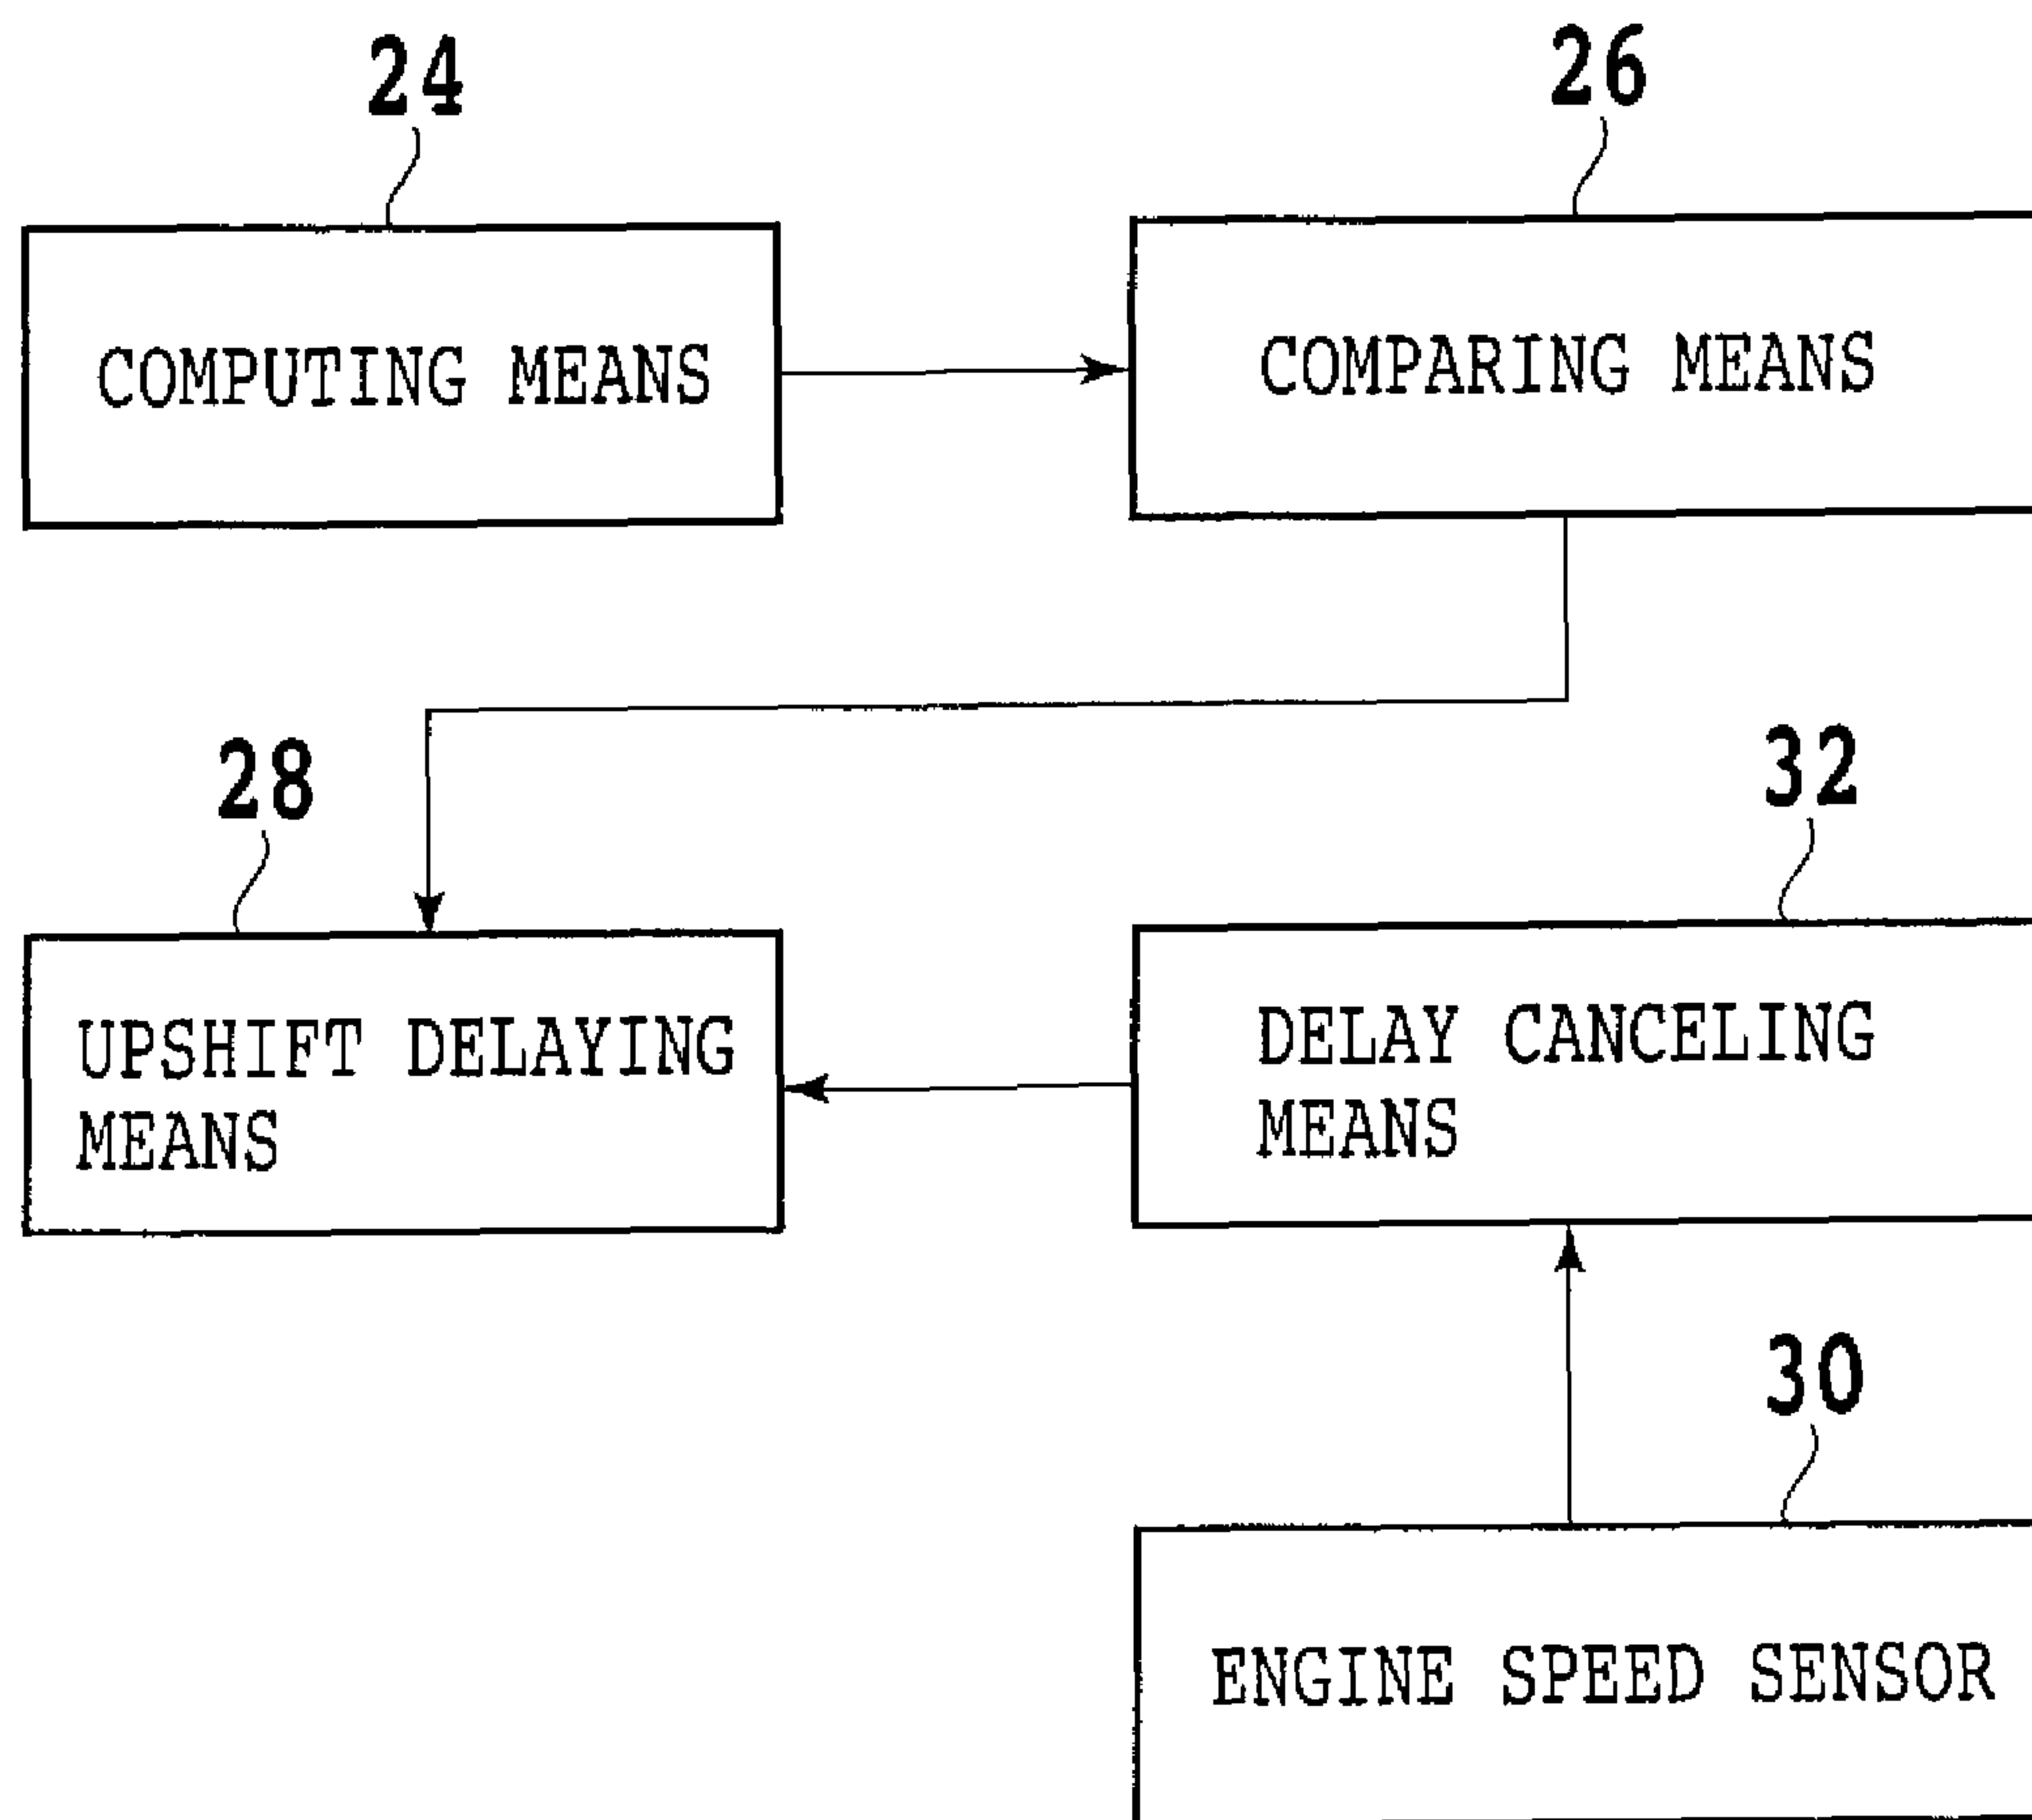 24
26
COMPUTING MEANS
COMPARING MEANS
28
32
UPSHIFT DELAYING
MEANS
DELAY CANCELING
MEANS
30
ENGINE SPEED SENSOR